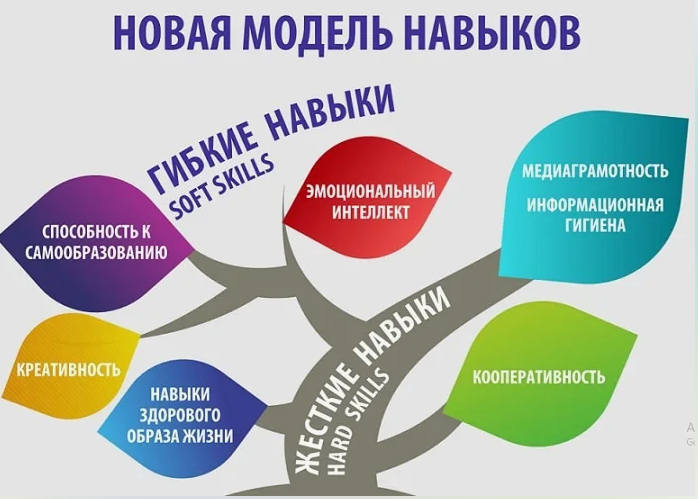 НОВАЯ МОДЕЛЬ НАВЫКОВ
ГИБКИЕ НАВЫКИ
SOFT SKILLS
ЭМОЦИОНАЛЬНЫЙ
ИНТЕЛЛЕКТ
МЕДИАГРАМОТНОСТЬ
ИНФОРМАЦИОННАЯ
ГИГИЕНА
СПОСОБНОСТЬ К
САМООБРАЗОВАНИЮ
КРЕАТИВНОСТЬ
НАВЫКИ
ЗДОРОВОГО
ОБРАЗА ЖИЗНИ
ЖЕСТКИЕ НАВЫКИ
HARD SKILLS
КООПЕРАТИВНОСТЬ